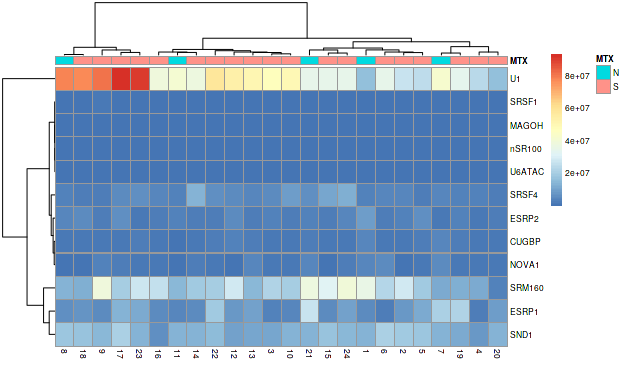 MTX
MTX
N
S
8e+07
6e+07
4e+07
2e+07
U1
SRSF1
MAGOH
nSR100
U6ATAC
SRSF4
ESRP2
CUGBP
NOVA1
SRM160
ESRP1
SND1
8 18 9 17 23 16 11 14 22 12 13 3 10 21 15 24 1 6 2 5 7 19 4 20